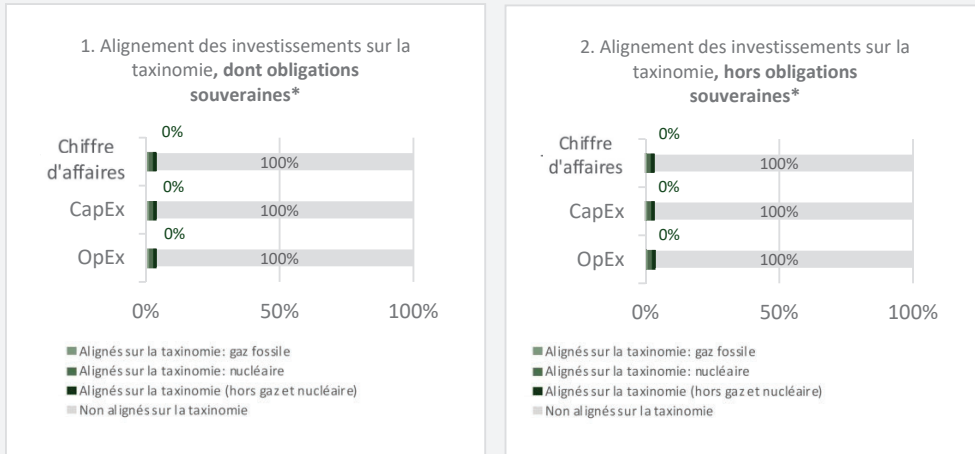 1. Alignement des investissements sur la
taxinomie, dont obligations
souveraines*
0%
Chiffre
d'affaires
100%
0%
CapEx
100%
0%
OpEx
100%
0%
50%
100%
Alignés sur la taxinomie: gaz fossile
Alignés sur la taxinomie: nucléaire
Alignés sur la taxinomie (hors gaz et nucléaire)
Non alignés sur la taxinomie
2. Alignement des investissements sur la
taxinomie, hors obligations
souveraines*
0%
Chiffre
d'affaires
100%
0%
CapEx
100%
0%
OpEx
100%
0%
50%
100%
Alignés sur la taxinomie: gaz fossile
Alignés sur la taxinomie: nucléaire
Alignés sur la taxinomie (hors gaz et nucléaire)
Non alignés sur la taxinomie